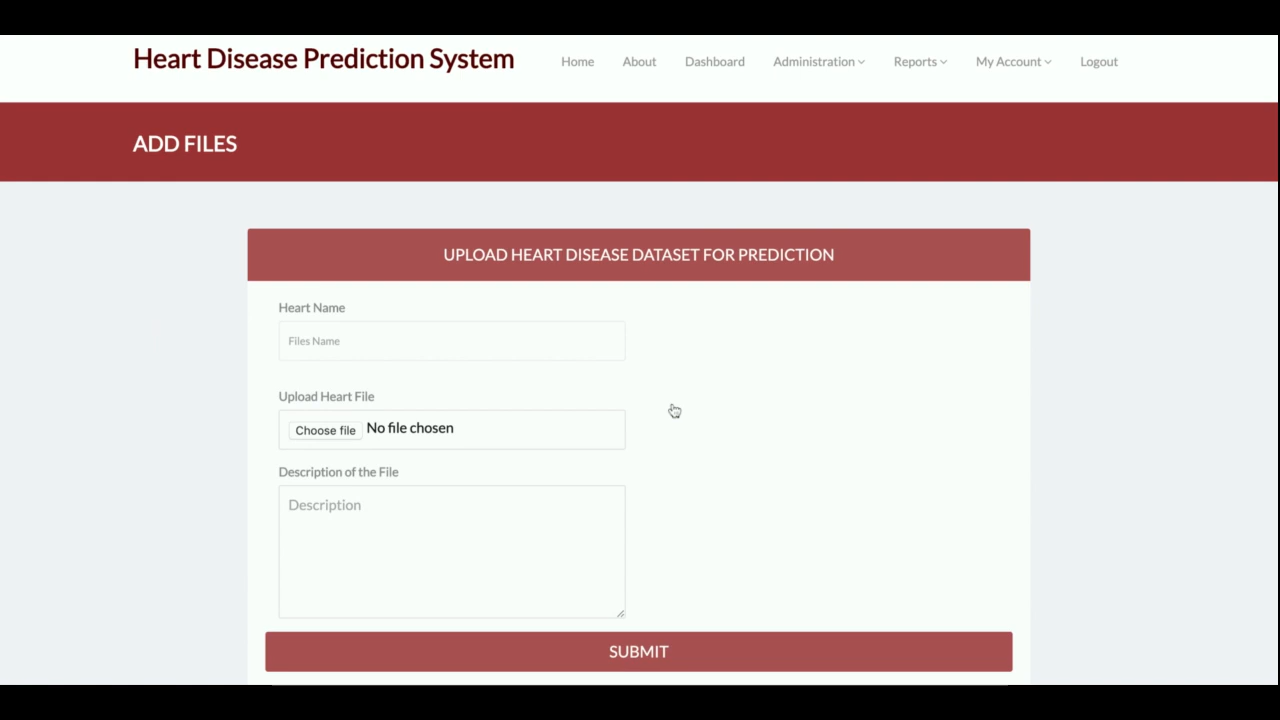 Heart Disease Prediction System Home About Dashboard Administration Reports My Account Logout
ADD FILES
UPLOAD HEART DISEASE DATASET FOR PREDICTION
Heart Name
Files Name
Upload Heart File
Choose file No file chosen
Description of the File
Description
SUBMIT